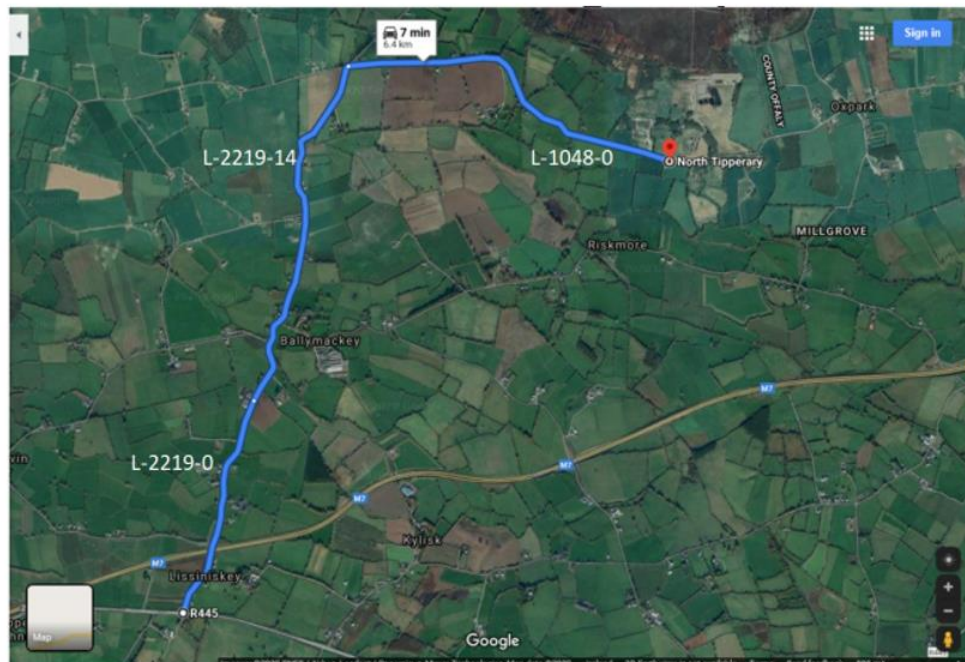 7 min
6.4 km
Sign in
COUNTY OFFALY
Oxpark
L-2219-14
L-1048-0
North Tipperary
MILLGROVE
Riskmore
Ballymackey
M7
L-2219-0
M7
M7
Kylisk
M7
Lissiniskey
R445
Map
Google